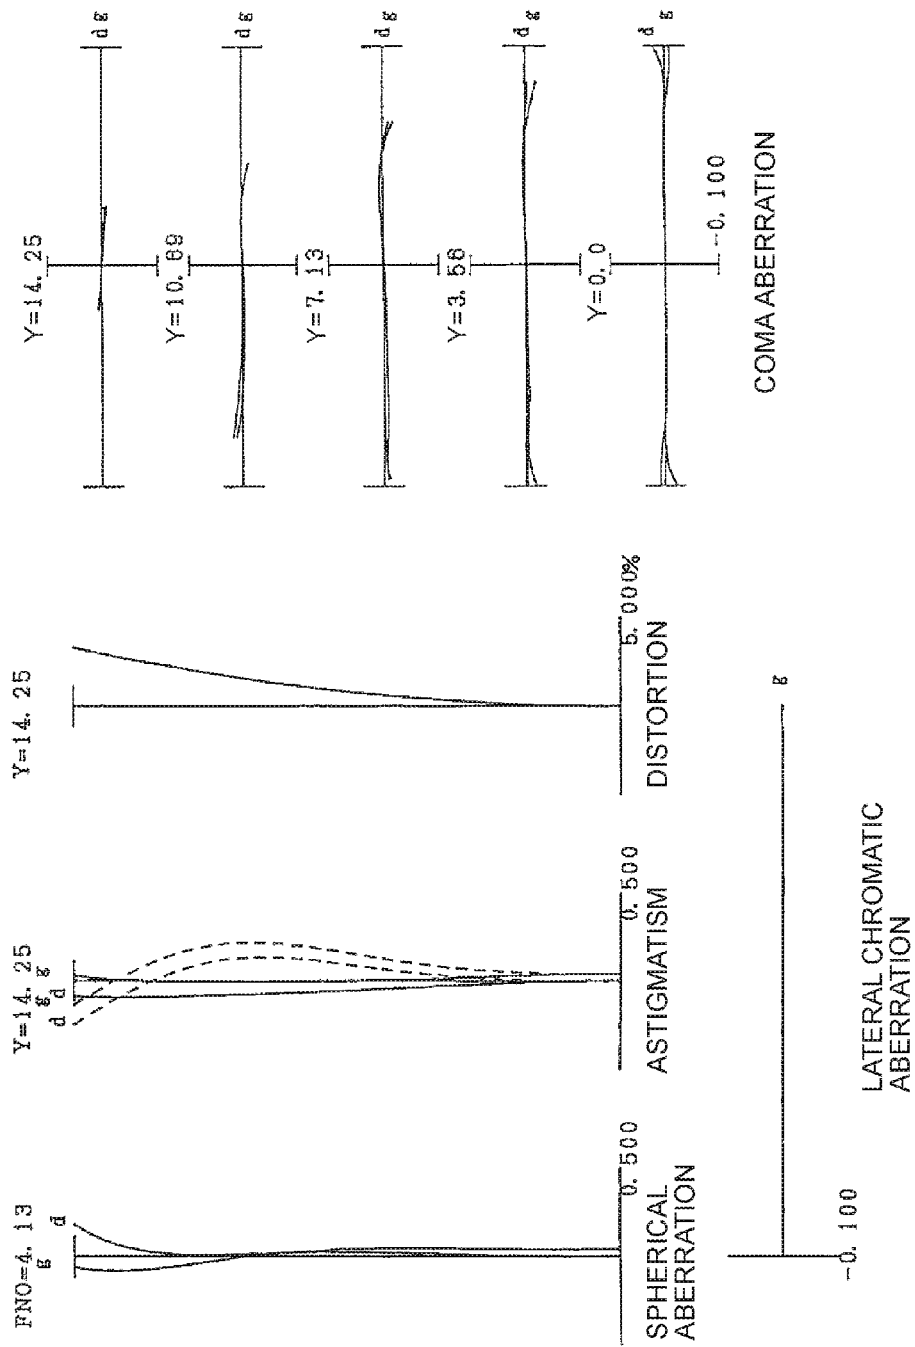 FNO=4. 13
g
d
0. 500
SPHERICAL
ABERRATION
Y=14. 25
g
g
d
d
0. 500
ASTIGMATISM
Y=14. 25
5. 000%
DISTORTION
g
-0. 100
LATERAL CHROMATIC
ABERRATION
Y=14. 25
d g
Y=10. 69
d g
Y=7. 13
d g
Y=3. 56
d g
Y=0. 0
d g
-0. 100
COMA ABERRATION